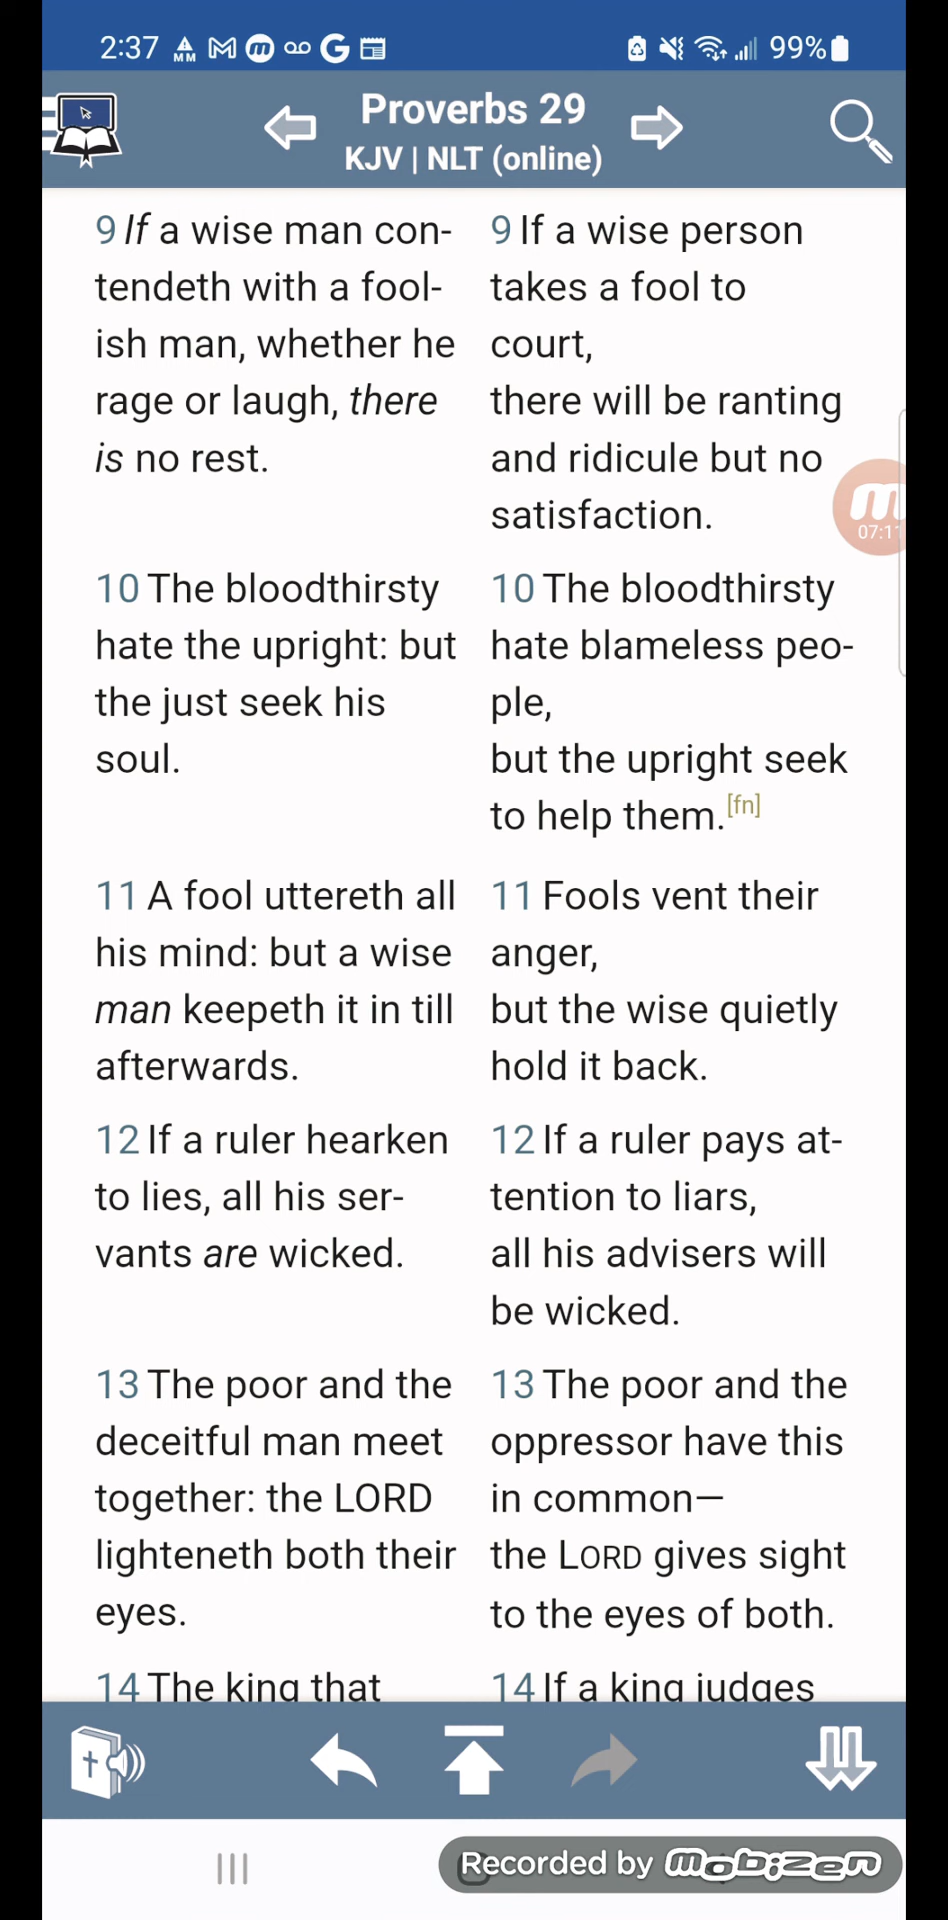 2:37
MM
99%
Proverbs 29
KJV | NLT (online)
9 If a wise man con-
tendeth with a fool-
ish man, whether he
rage or laugh, there
is no rest.
9 If a wise person
takes a fool to
court,
there will be ranting
and ridicule but no
satisfaction.
07:1
10 The bloodthirsty
hate the upright: but
the just seek his
soul.
10 The bloodthirsty
hate blameless peo-
ple,
but the upright seek
to help them.[fn]
11 A fool uttereth all
his mind: but a wise
man keepeth it in till
afterwards.
11 Fools vent their
anger,
but the wise quietly
hold it back.
12 If a ruler hearken
to lies, all his ser-
vants are wicked.
12 If a ruler pays at-
tention to liars,
all his advisers will
be wicked.
13 The poor and the
deceitful man meet
together: the LORD
lighteneth both their
eyes.
13 The poor and the
oppressor have this
in common—
the LORD gives sight
to the eyes of both.
14 The king that
14 If a king judges
Recorded by mobizen